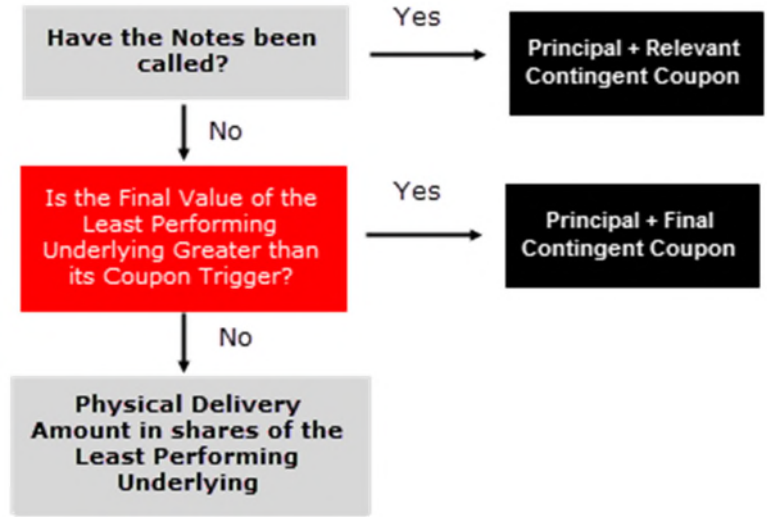 Have the Notes been
called?
Yes
Principal + Relevant
Contingent Coupon
No
Is the Final Value of the
Least Performing
Underlying Greater than
its Coupon Trigger?
Yes
Principal + Final
Contingent Coupon
No
Physical Delivery
Amount in shares of the
Least Performing
Underlying